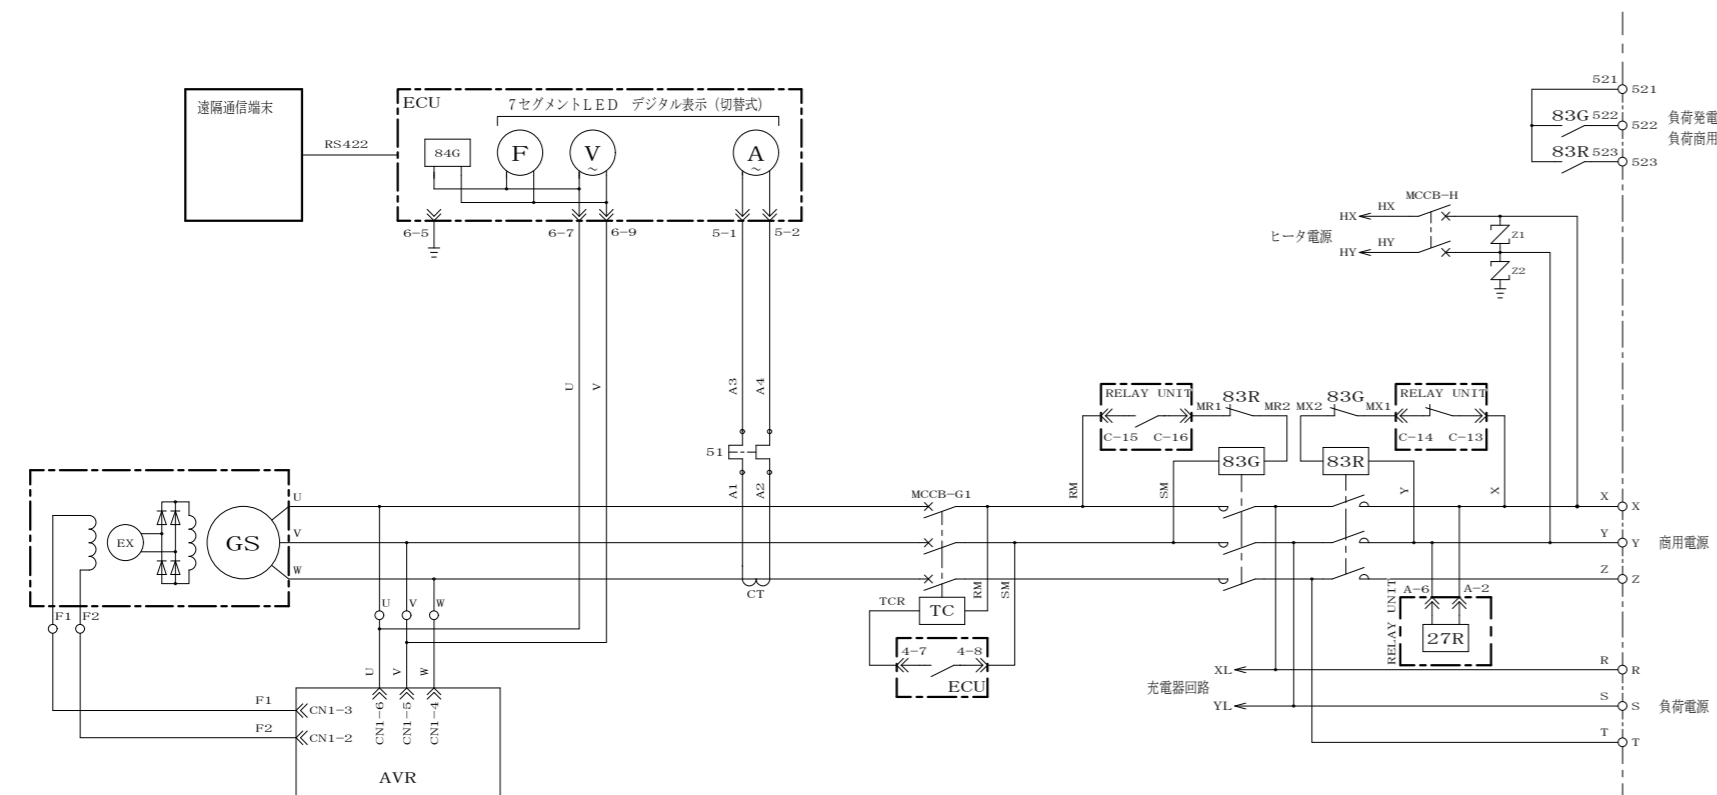 遠隔通信端末
RS422
ECU
7セグメントLED デジタル表示(切替式)
84G
F
V
~
A
~
6-5
6-7
6-9
5-1
5-2
521
521
83G
522
522
負荷発電
負荷商用
83R
523
523
MCCB-H
HX
HX
HY
HY
ヒータ電源
Z1
Z2
U
V
A3
A4
51
A1
A2
CT
RELAY UNIT
C-15
C-16
MR1
83R
MR2
MX2
83G
MX1
RELAY UNIT
C-14
C-13
83G
83R
RM
SM
Y
X
EX
GS
U
V
W
MCCB-G1
X
X
Y
Y
商用電源
Z
Z
F1
F2
U
V
W
TCR
TC
RM
SM
4-7
4-8
ECU
RELAY UNIT
A-6
A-2
27R
XL
充電器回路
YL
R
R
S
S
負荷電源
T
T
U
V
W
F1
CN1-3
F2
CN1-2
CN1-6
CN1-5
CN1-4
AVR